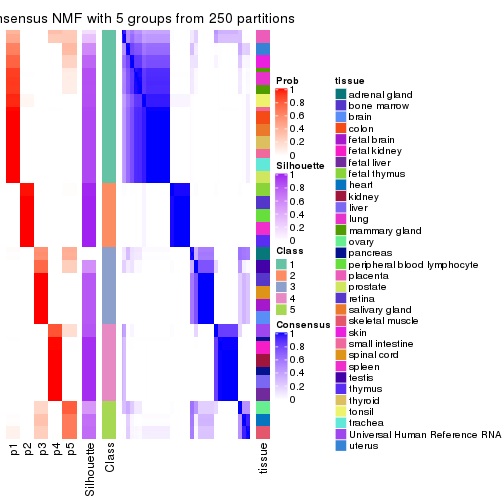 nsensus NMF with 5 groups from 250 partitions
p1
p2
p3
p4
p5
Silhouette
Class
tissue
Prob
1
0.8
0.6
0.4
0.2
0
Silhouette
1
0.8
0.6
0.4
0.2
0
Class
1
2
3
4
5
Consensus
1
0.8
0.6
0.4
0.2
0
tissue
adrenal gland
bone marrow
brain
colon
fetal brain
fetal kidney
fetal liver
fetal thymus
heart
kidney
liver
lung
mammary gland
ovary
pancreas
peripheral blood lymphocyte
placenta
prostate
retina
salivary gland
skeletal muscle
skin
small intestine
spinal cord
spleen
testis
thymus
thyroid
tonsil
trachea
Universal Human Reference RNA
uterus